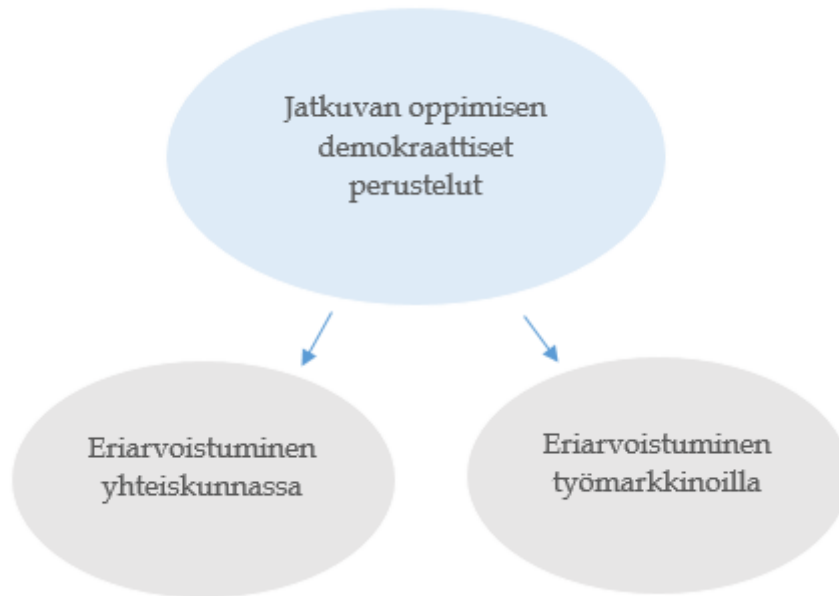 Jatkuvan oppimisen
demokraattiset
perustelut
Eriarvoistuminen
yhteiskunnassa
Eriarvoistuminen
työmarkkinoilla